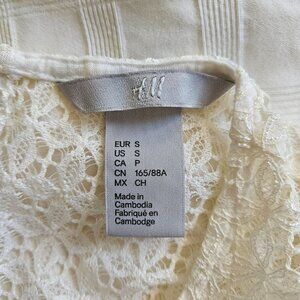 H&M
EUR S
US S
CA P
CN 165/88A
MX CH
Made in
Cambodia
Fabriqué en
Cambodge